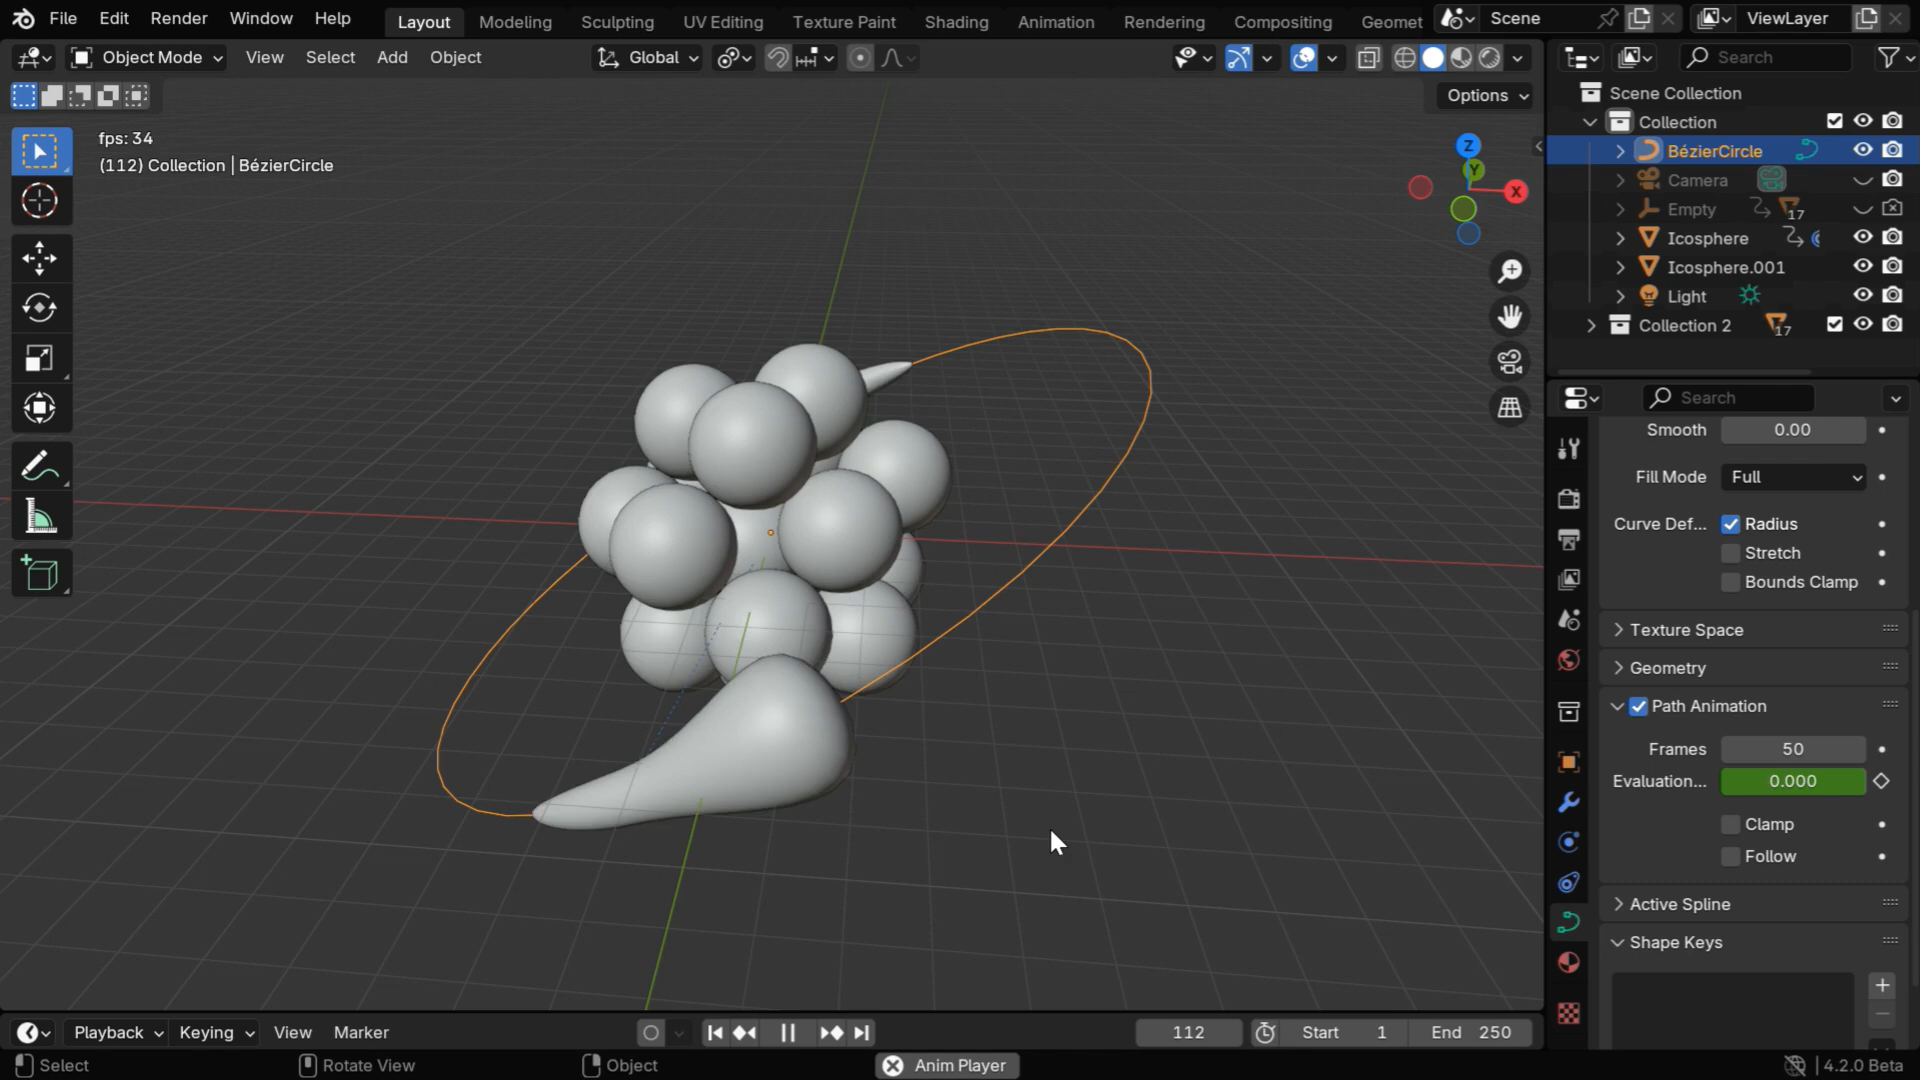 File Edit Render Window Help Layout Modeling Sculpting UV Editing Texture Paint Shading Animation Rendering Compositing Geomet Scene ViewLayer
Object Mode View Select Add Object Global Search
Options
fps: 34
(112) Collection | BézierCircle
Z
Y
X
Scene Collection
Collection
BézierCircle
Camera
Empty 17
Icosphere
Icosphere.001
Light
Collection 2 17
Search
Smooth 0.00
Fill Mode Full
Curve Def... Radius
Stretch
Bounds Clamp
Texture Space
Geometry
Path Animation
Frames 50
Evaluation... 0.000
Clamp
Follow
Active Spline
Shape Keys
Playback Keying View Marker 112 Start 1 End 250
Select Rotate View Object Anim Player 4.2.0 Beta